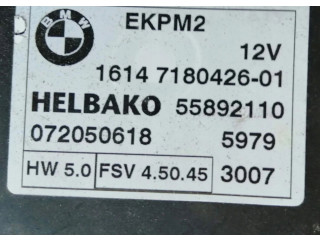 BMW
EKPM2
12V
1614 7180426-01
HELBAKO 55892110
072050618 5979
HW 5.0 FSV 4.50.45 3007